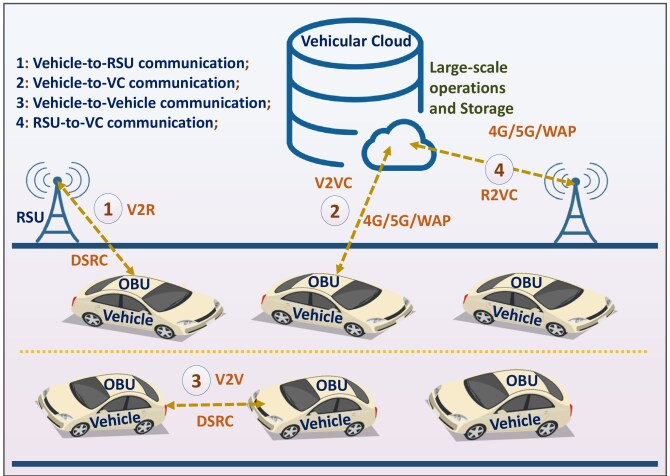 Vehicular Cloud
1: Vehicle-to-RSU communication;
2: Vehicle-to-VC communication;
3: Vehicle-to-Vehicle communication;
4: RSU-to-VC communication;
Large-scale
operations
and Storage
4G/5G/WAP
4
R2VC
V2VC
2
4G/5G/WAP
RSU
1 V2R
DSRC
OBU
Vehicle
OBU
Vehicle
OBU
Vehicle
3 V2V
DSRC
OBU
Vehicle
OBU
Vehicle
OBU
Vehicle